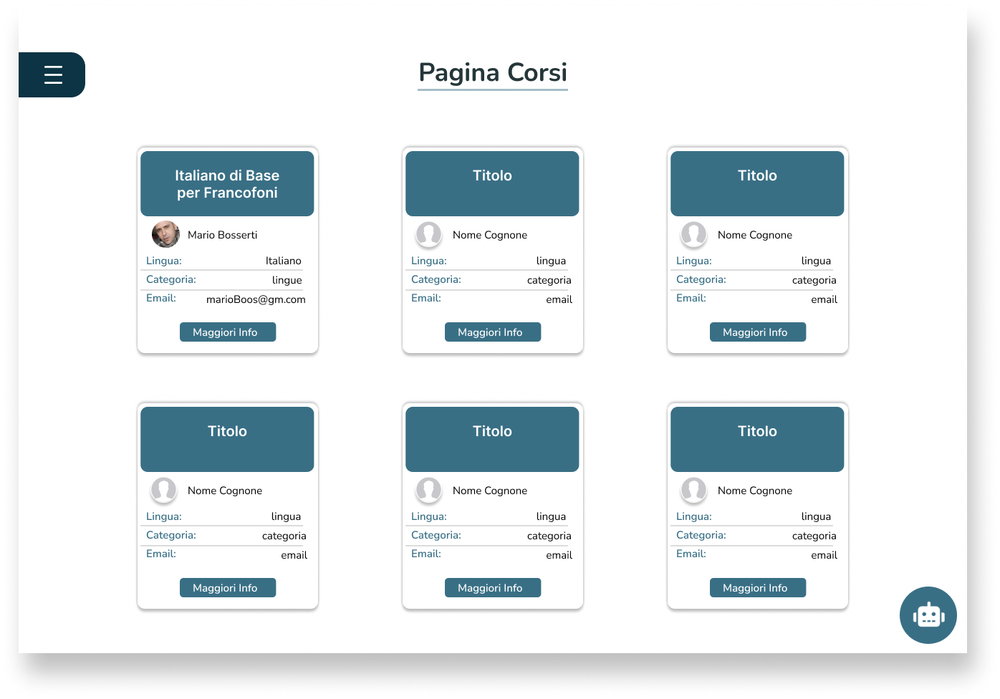 Pagina Corsi
Italiano di Base
per Francofoni
Mario Bosserti
Lingua: Italiano
Categoria: lingue
Email: marioBoos@gm.com
Maggiori Info
Titolo
Nome Cognone
Lingua: lingua
Categoria: categoria
Email: email
Maggiori Info
Titolo
Nome Cognone
Lingua: lingua
Categoria: categoria
Email: email
Maggiori Info
Titolo
Nome Cognone
Lingua: lingua
Categoria: categoria
Email: email
Maggiori Info
Titolo
Nome Cognone
Lingua: lingua
Categoria: categoria
Email: email
Maggiori Info
Titolo
Nome Cognone
Lingua: lingua
Categoria: categoria
Email: email
Maggiori Info